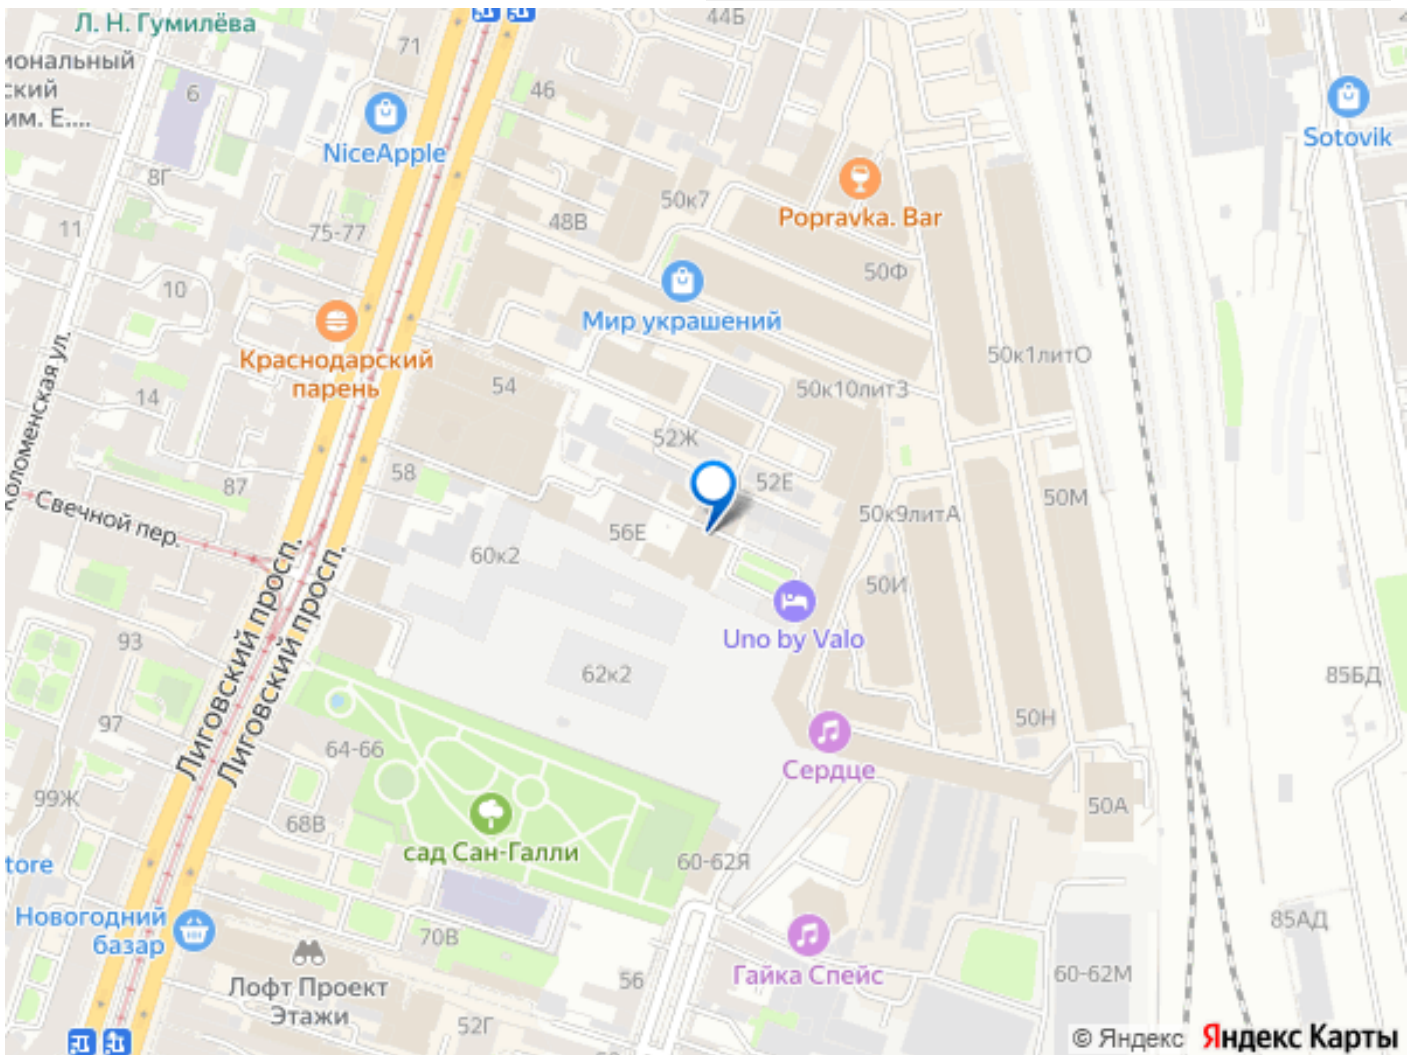 44Б
Л. Н. Гумилёва
71
иональный
ский
им. Е....
6
46
NiceApple
Sotovik
8Г
50к7
Popravka. Bar
11
75-77
48В
50Ф
10
Мир украшений
Краснодарский
парень
50к1литО
54
50к10литЗ
14
Коломенская ул.
52Ж
58
52Е
87
50М
Свечной пер.
50к9литА
56Е
60к2
50И
Лиговский просп.
Лиговский просп.
93
Uno by Valo
62к2
85БД
97
50Н
64-66
Сердце
99Ж
50А
68В
сад Сан-Галли
60-62Я
tore
Новогодний
базар
70В
85АД
Гайка Спейс
60-62М
56
Лофт Проект
Этажи
52Г
© Яндекс Яндекс Карты